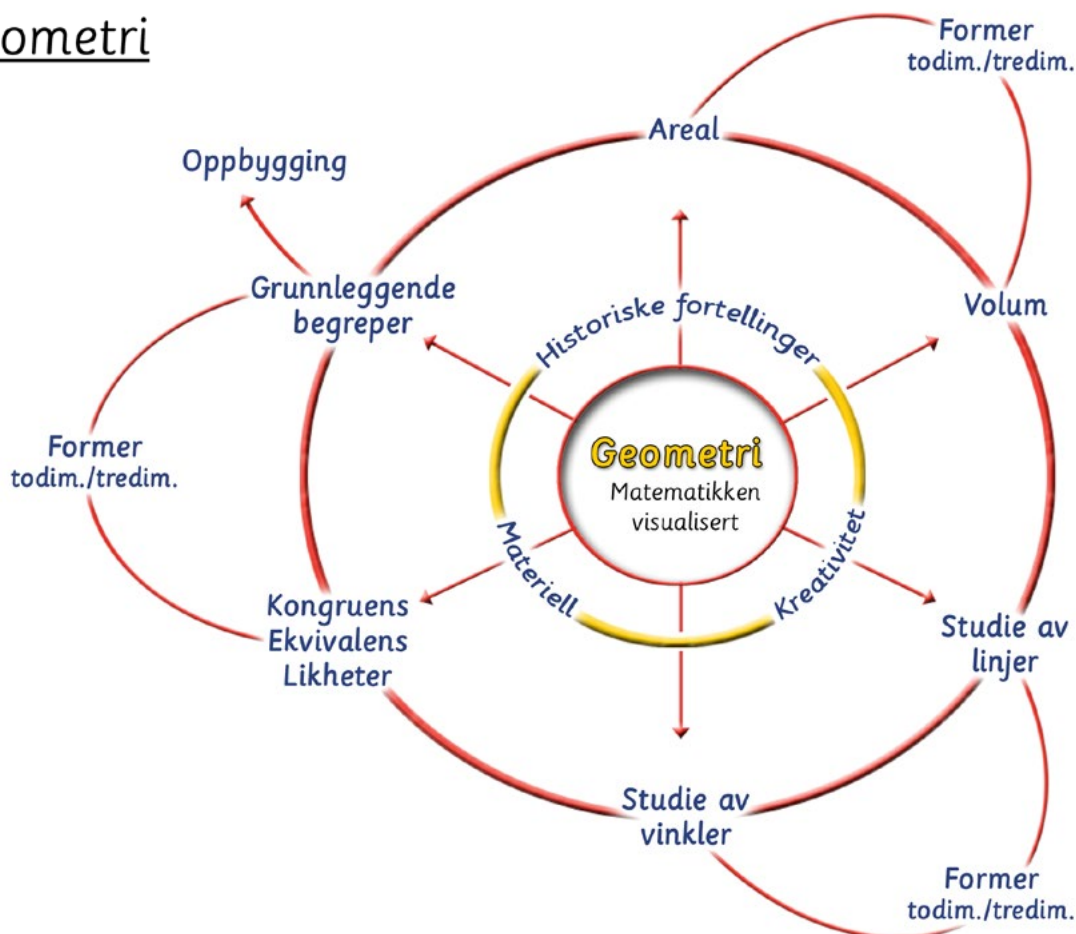 ometri
Former
todim./tredim.
Areal
Oppbygging
Grunnleggende
begreper
Volum
Historiske fortellinger
Geometri
Matematikken
visualisert
Former
todim./tredim.
Materiell
Kreativitet
Kongruens
Ekvivalens
Likheter
Studie av
linjer
Studie av
vinkler
Former
todim./tredim.